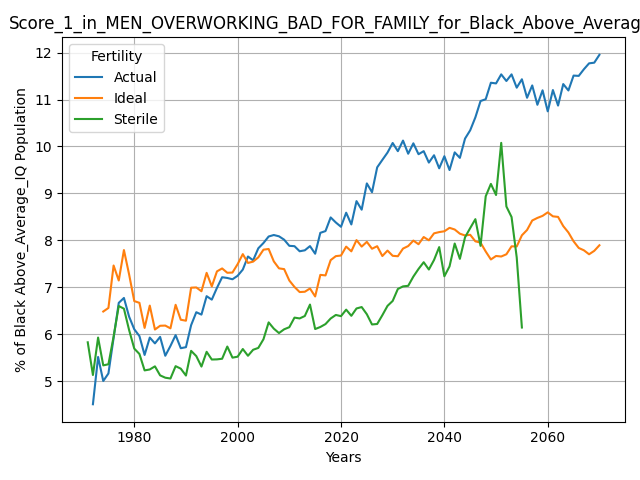 Score_1_in_MEN_OVERWORKING_BAD_FOR_FAMILY_for_Black_Above_Averag
12
11
10
9
8
7
6
5
% of Black Above_Average_IQ Population
Fertility
Actual
Ideal
Sterile
1980
2000
2020
2040
2060
Years